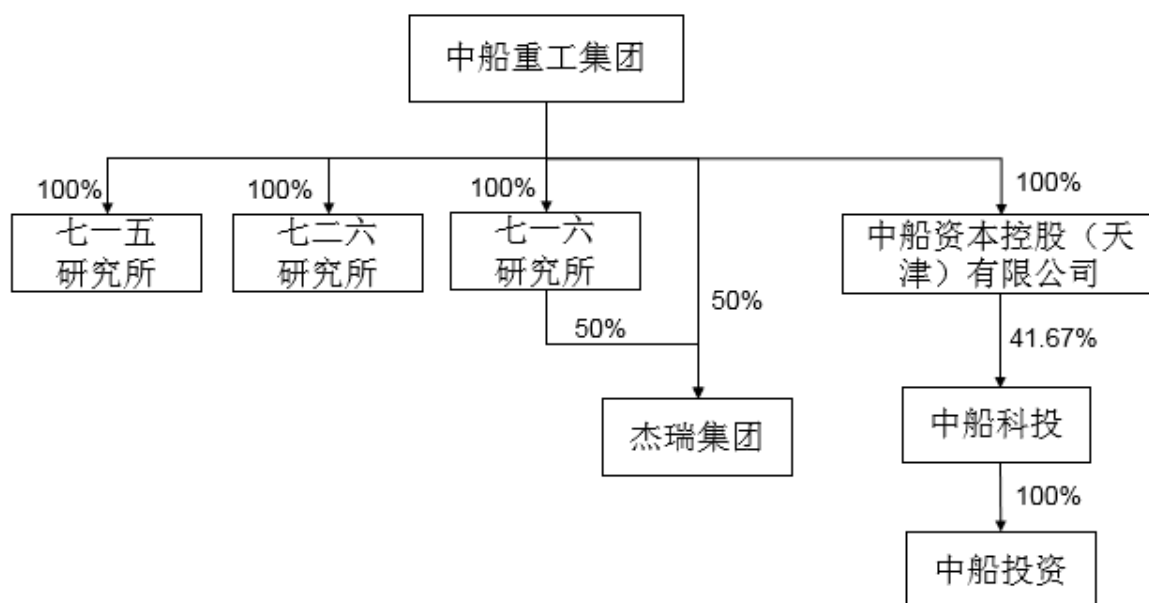 中船重工集团
100%
100%
100%
100%
七一五
研究所
七二六
研究所
七一六
研究所
中船资本控股（天
津）有限公司
50%
50%
41.67%
杰瑞集团
中船科投
100%
中船投资